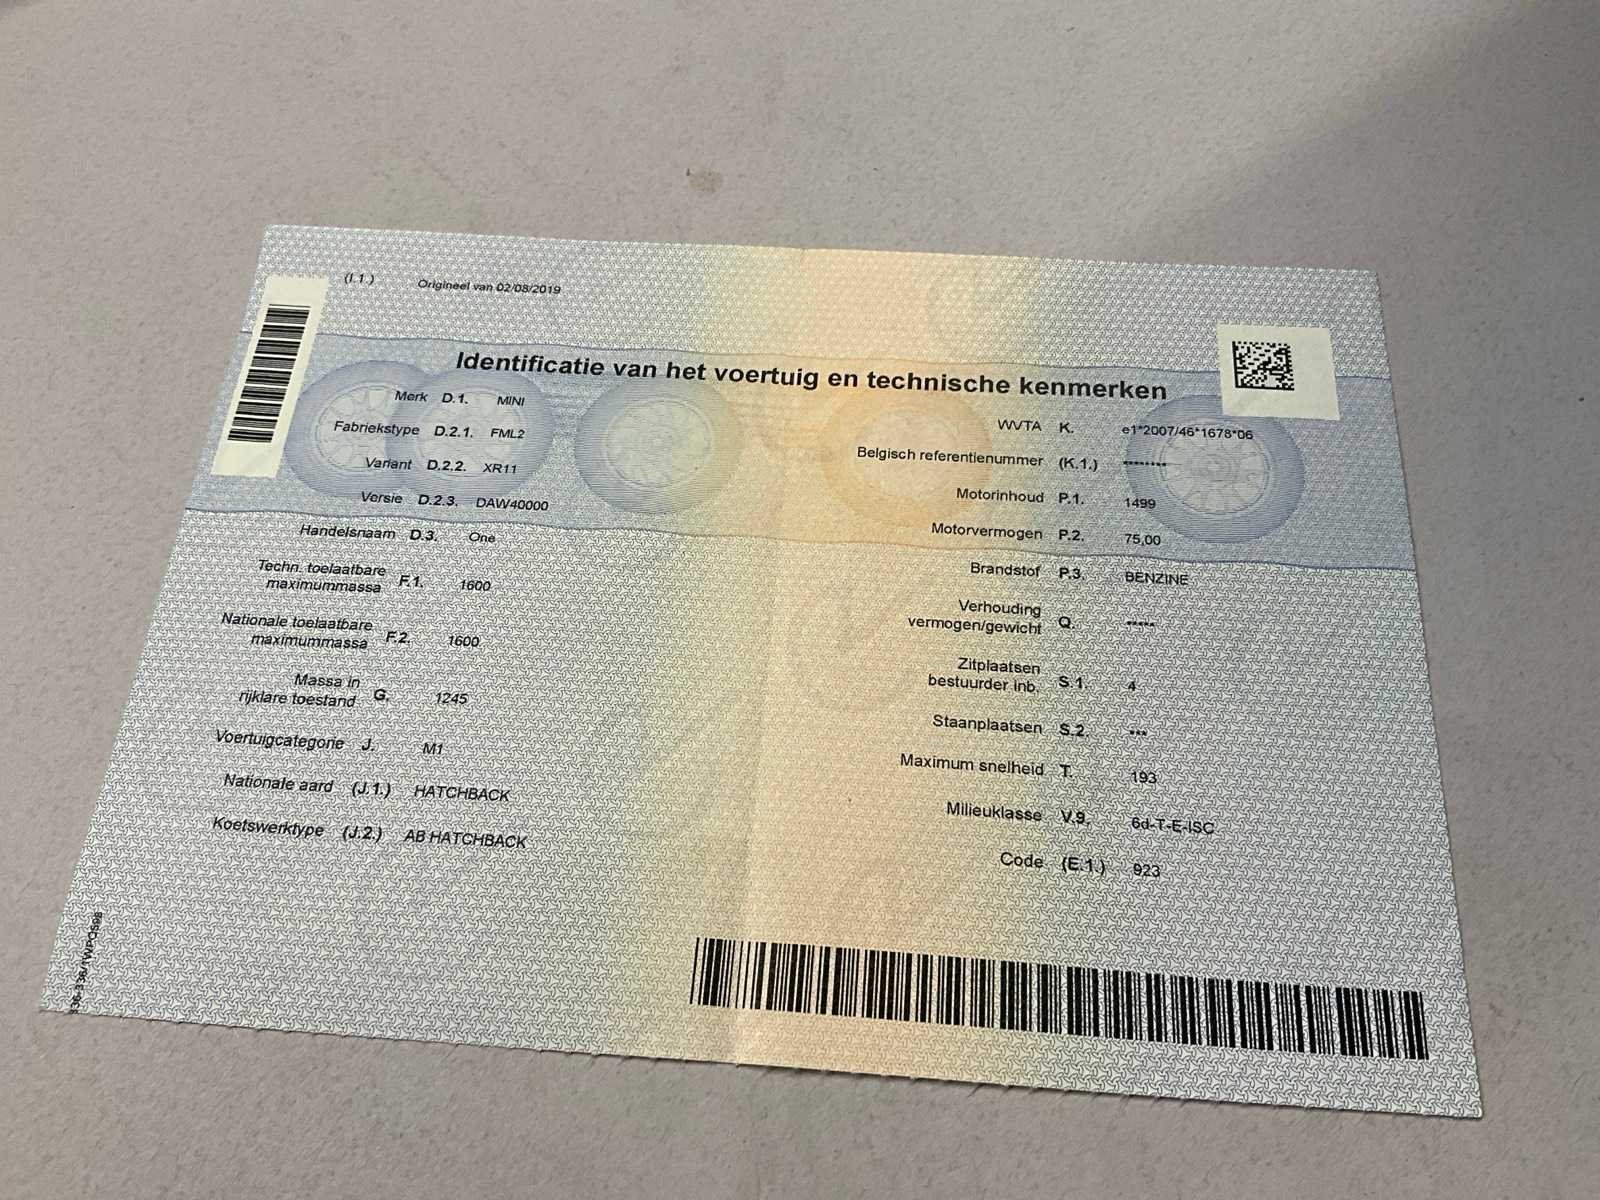 (I.1.) Origineel van 02/08/2019
Identificatie van het voertuig en technische kenmerken
Merk D.1. MINI
Fabriekstype D.2.1. FML2
Variant D.2.2. XR11
Versie D.2.3. DAW40000
Handelsnaam D.3. One
Techn. toelaatbare
maximummassa F.1. 1600
Nationale toelaatbare
maximummassa F.2. 1600
Massa in
rijklare toestand G. 1245
Voertuigcategorie J. M1
Nationale aard (J.1.) HATCHBACK
Koetswerktype (J.2.) AB HATCHBACK
WVTA K. e1*2007/46*1678*06
Belgisch referentienummer (K.1.) --------
Motorinhoud P.1. 1499
Motorvermogen P.2. 75,00
Brandstof P.3. BENZINE
Verhouding
vermogen/gewicht Q. -----
Zitplaatsen
bestuurder inb. S.1. 4
Staanplaatsen S.2. ---
Maximum snelheid T. 193
Milieuklasse V.9. 6d-T-E-ISC
Code (E.1.) 923